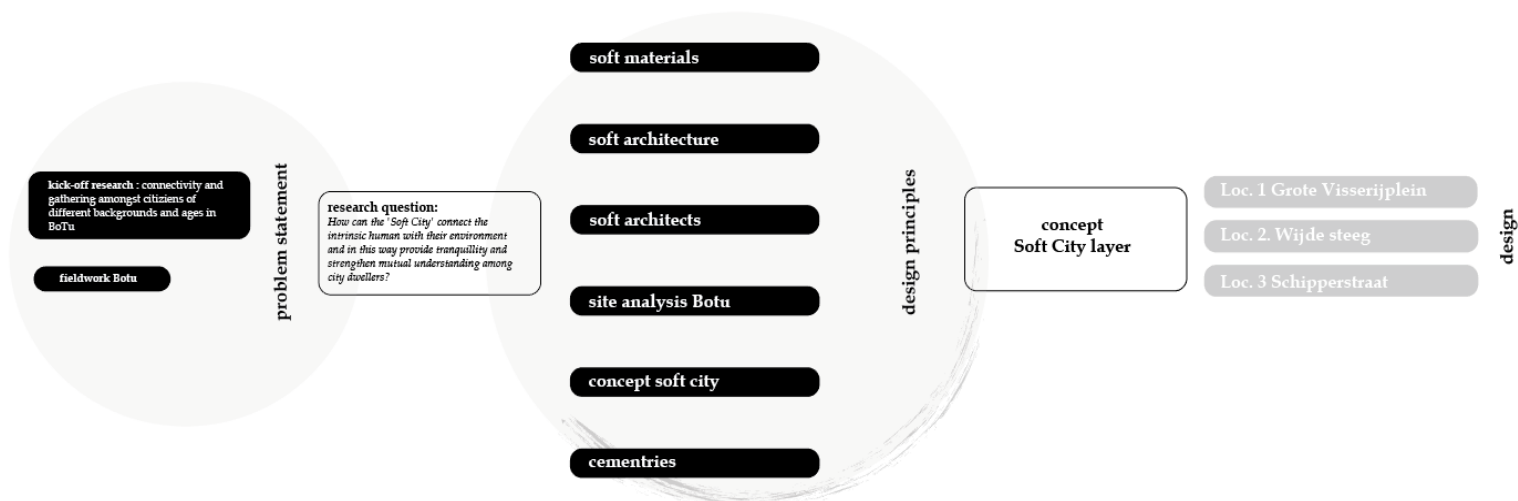 kick-off research : connectivity and
gathering amongst citiziens of
different backgrounds and ages in
BoTu
fieldwork Botu
problem statement
research question:
How can the 'Soft City' connect the
intrinsic human with their environment
and in this way provide tranquillity and
strengthen mutual understanding among
city dwellers?
soft materials
soft architecture
soft architects
site analysis Botu
concept soft city
cementries
design principles
concept
Soft City layer
Loc. 1 Grote Visserijplein
Loc. 2. Wijde steeg
Loc. 3 Schipperstraat
design